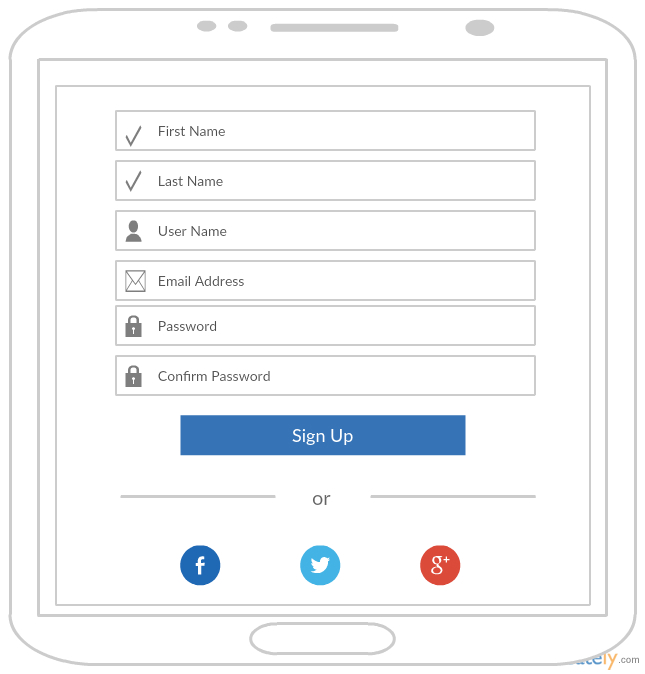 First Name
Last Name
User Name
Email Address
Password
Confirm Password
Sign Up
or
f
g+
ately.com